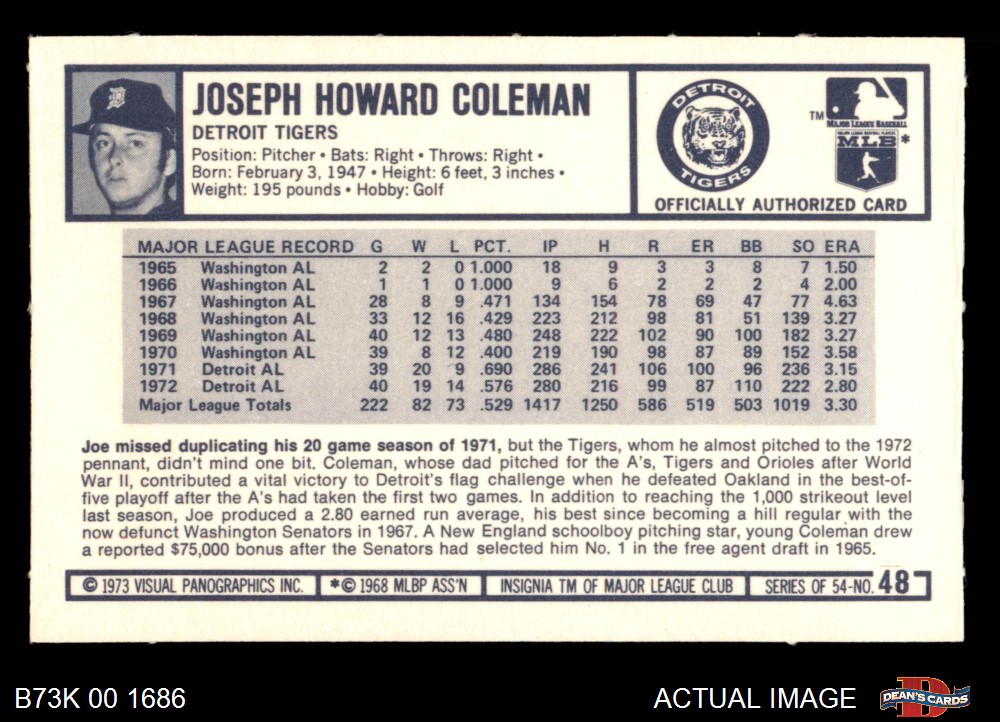 JOSEPH HOWARD COLEMAN
DETROIT TIGERS
Position: Pitcher • Bats: Right • Throws: Right •
Born: February 3, 1947 • Height: 6 feet, 3 inches •
Weight: 195 pounds • Hobby: Golf
DETROIT
TIGERS
TM
MAJOR LEAGUE BASEBALL
MAJOR LEAGUE BASEBALL PLAYERS
MLB*
OFFICIALLY AUTHORIZED CARD
MAJOR LEAGUE RECORD G W L PCT. IP H R ER BB SO ERA
1965 Washington AL 2 2 0 1.000 18 9 3 3 8 7 1.50
1966 Washington AL 1 1 0 1.000 9 6 2 2 2 4 2.00
1967 Washington AL 28 8 9 .471 134 154 78 69 47 77 4.63
1968 Washington AL 33 12 16 .429 223 212 98 81 51 139 3.27
1969 Washington AL 40 12 13 .480 248 222 102 90 100 182 3.27
1970 Washington AL 39 8 12 .400 219 190 98 87 89 152 3.58
1971 Detroit AL 39 20 9 .690 286 241 106 100 96 236 3.15
1972 Detroit AL 40 19 14 .576 280 216 99 87 110 222 2.80
Major League Totals 222 82 73 .529 1417 1250 586 519 503 1019 3.30
Joe missed duplicating his 20 game season of 1971, but the Tigers, whom he almost pitched to the 1972
pennant, didn't mind one bit. Coleman, whose dad pitched for the A's, Tigers and Orioles after World
War II, contributed a vital victory to Detroit's flag challenge when he defeated Oakland in the best-of-
five playoff after the A's had taken the first two games. In addition to reaching the 1,000 strikeout level
last season, Joe produced a 2.80 earned run average, his best since becoming a hill regular with the
now defunct Washington Senators in 1967. A New England schoolboy pitching star, young Coleman drew
a reported $75,000 bonus after the Senators had selected him No. 1 in the free agent draft in 1965.
© 1973 VISUAL PANOGRAPHICS INC. *© 1968 MLBP ASS'N INSIGNIA TM OF MAJOR LEAGUE CLUB SERIES OF 54-NO. 48
B73K 00 1686
ACTUAL IMAGE
DEAN'S CARDS